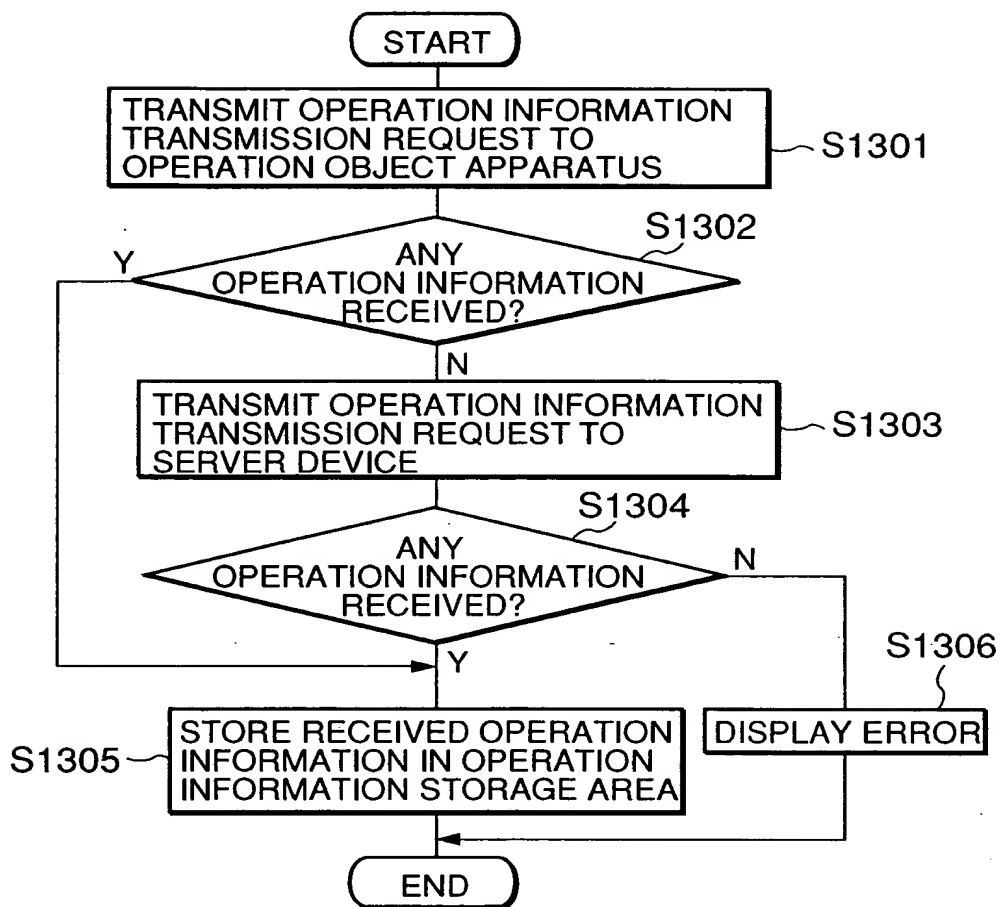 START
TRANSMIT OPERATION INFORMATION
TRANSMISSION REQUEST TO
OPERATION OBJECT APPARATUS
S1301
S1302
ANY
OPERATION INFORMATION
RECEIVED?
Y
N
TRANSMIT OPERATION INFORMATION
TRANSMISSION REQUEST TO
SERVER DEVICE
S1303
S1304
ANY
OPERATION INFORMATION
RECEIVED?
N
Y
S1306
DISPLAY ERROR
STORE RECEIVED OPERATION
INFORMATION IN OPERATION
INFORMATION STORAGE AREA
S1305
END